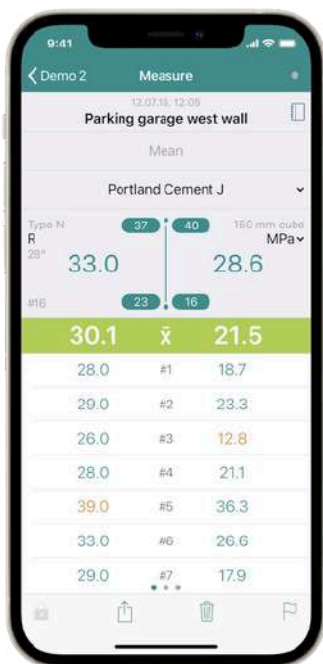 9:41
Demo 2 Measure
12.07.15, 12:05
Parking garage west wall
Mean
Portland Cement J
Type N 37 40 150 mm cube
R MPa
28°
33.0 28.6
#16 23 16
30.1 x̄ 21.5
28.0 #1 18.7
29.0 #2 23.3
26.0 #3 12.8
28.0 #4 21.1
39.0 #5 36.3
33.0 #6 26.6
29.0 #7 17.9